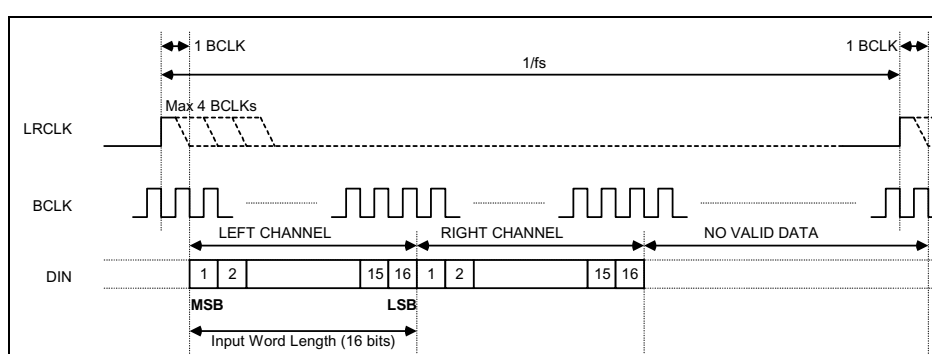 1 BCLK
1 BCLK
1/fs
Max 4 BCLKs
LRCLK
BCLK
LEFT CHANNEL
RIGHT CHANNEL
NO VALID DATA
DIN
1 2 15 16 1 2 15 16
MSB
LSB
Input Word Length (16 bits)